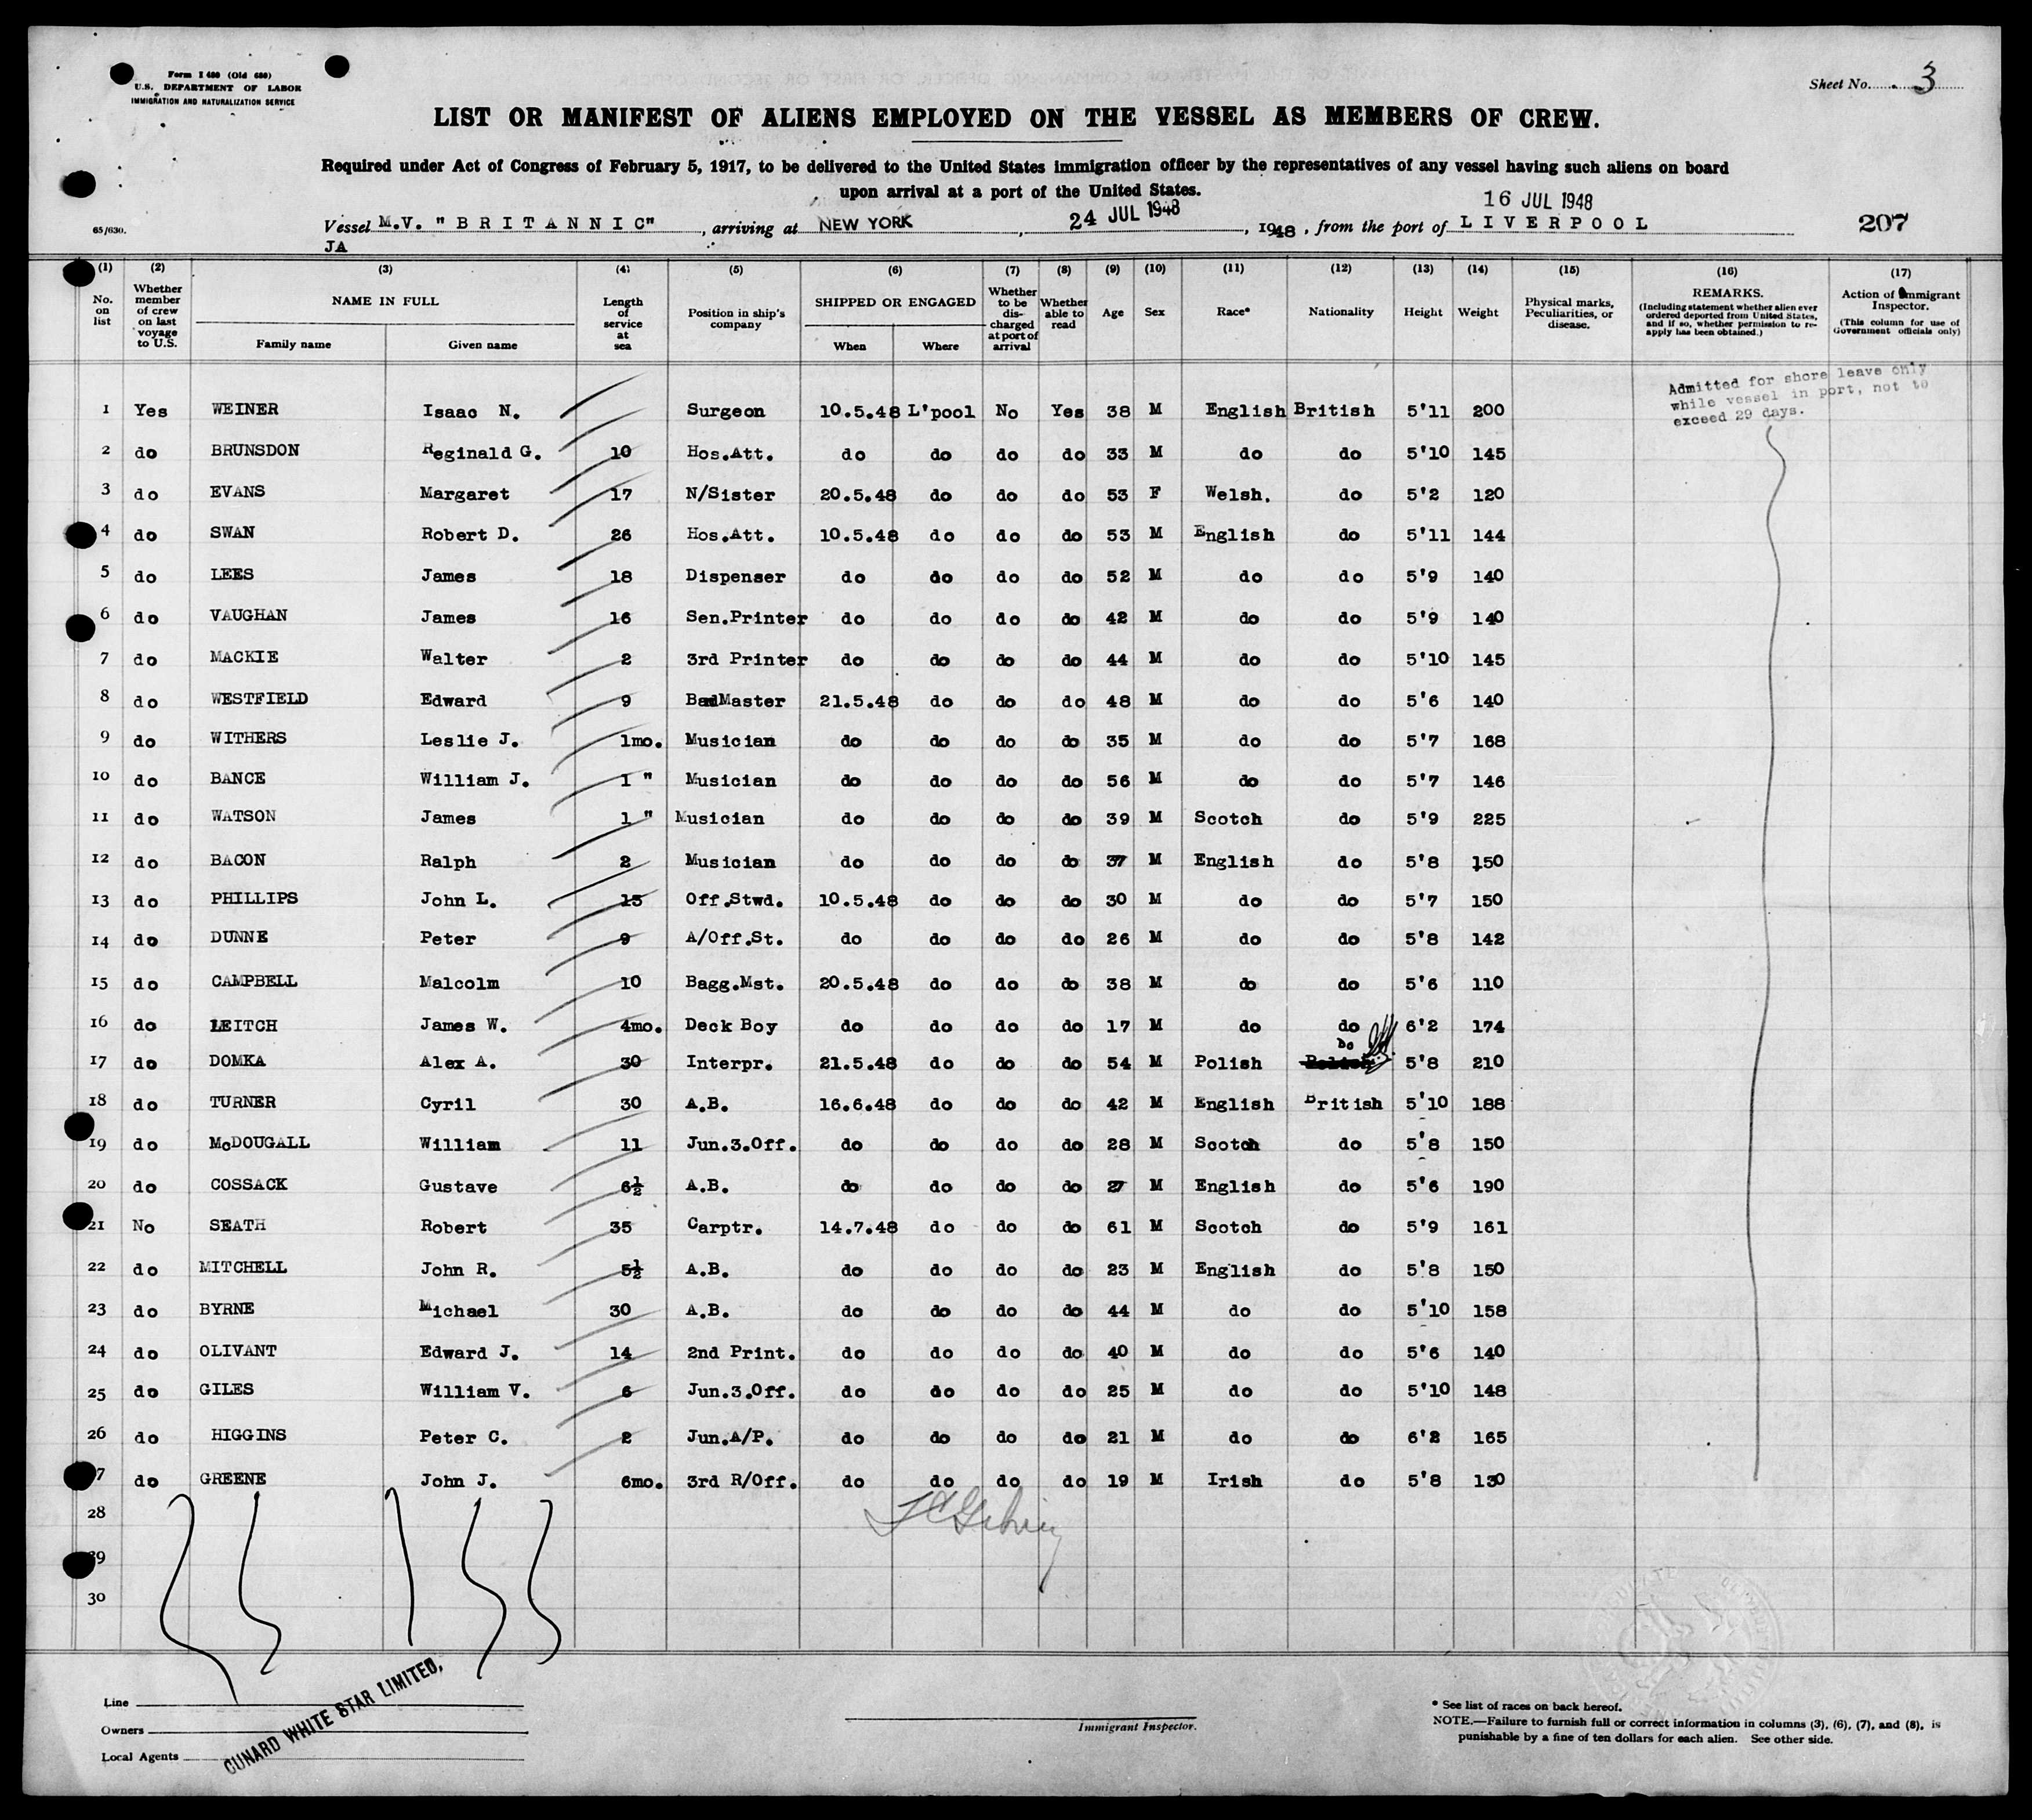 Form I 480 (Old 680)
U.S. DEPARTMENT OF LABOR
IMMIGRATION AND NATURALIZATION SERVICE
Sheet No. 3
LIST OR MANIFEST OF ALIENS EMPLOYED ON THE VESSEL AS MEMBERS OF CREW.
Required under Act of Congress of February 5, 1917, to be delivered to the United States immigration officer by the representatives of any vessel having such aliens on board
upon arrival at a port of the United States.
16 JUL 1948
65/630. Vessel M.V. "BRITANNIC", arriving at NEW YORK, 24 JUL 1948, 1948, from the port of LIVERPOOL 207
JA
(1) (2) (3) (4) (5) (6) (7) (8) (9) (10) (11) (12) (13) (14) (15) (16) (17)
No. on list Whether member of crew on last voyage to U.S. NAME IN FULL Family name Given name Length of service at sea Position in ship's company SHIPPED OR ENGAGED When Where Whether to be discharged at port of arrival Whether able to read Age Sex Race* Nationality Height Weight Physical marks, Peculiarities, or disease. REMARKS. (Including statement whether alien ever ordered deported from United States, and if so, whether permission to reapply has been obtained.) Action of Immigrant Inspector. (This column for use of Government officials only)
Admitted for shore leave only
while vessel in port, not to
exceed 29 days.
1 Yes WEINER Isaac N. Surgeon 10.5.48 L'pool No Yes 38 M English British 5'11 200
2 do BRUNSDON Reginald G. 10 Hos.Att. do do do do 33 M do do 5'10 145
3 do EVANS Margaret 17 N/Sister 20.5.48 do do do 53 F Welsh. do 5'2 120
4 do SWAN Robert D. 26 Hos.Att. 10.5.48 do do do 53 M English do 5'11 144
5 do LEES James 18 Dispenser do do do do 52 M do do 5'9 140
6 do VAUGHAN James 16 Sen.Printer do do do do 42 M do do 5'9 140
7 do MACKIE Walter 2 3rd Printer do do do do 44 M do do 5'10 145
8 do WESTFIELD Edward 9 BadMaster 21.5.48 do do do 48 M do do 5'6 140
9 do WITHERS Leslie J. 1mo. Musician do do do do 35 M do do 5'7 168
10 do BANCE William J. 1 " Musician do do do do 56 M do do 5'7 146
11 do WATSON James 1 " Musician do do do do 39 M Scotch do 5'9 225
12 do BACON Ralph 2 Musician do do do do 37 M English do 5'8 150
13 do PHILLIPS John L. 15 Off.Stwd. 10.5.48 do do do 30 M do do 5'7 150
14 do DUNNE Peter 9 A/Off.St. do do do do 26 M do do 5'8 142
15 do CAMPBELL Malcolm 10 Bagg.Mst. 20.5.48 do do do 38 M do do 5'6 110
16 do LEITCH James W. 4mo. Deck Boy do do do do 17 M do do 6'2 174
17 do DOMKA Alex A. 30 Interpr. 21.5.48 do do do 54 M Polish Do 5'8 210
18 do TURNER Cyril 30 A.B. 16.6.48 do do do 42 M English British 5'10 188
19 do McDOUGALL William 11 Jun.3.Off. do do do do 28 M Scotch do 5'8 150
20 do COSSACK Gustave 6½ A.B. do do do do 27 M English do 5'6 190
21 No SEATH Robert 35 Carptr. 14.7.48 do do do 61 M Scotch do 5'9 161
22 do MITCHELL John R. 5½ A.B. do do do do 23 M English do 5'8 150
23 do BYRNE Michael 30 A.B. do do do do 44 M do do 5'10 158
24 do OLIVANT Edward J. 14 2nd Print. do do do do 40 M do do 5'6 140
25 do GILES William V. 6 Jun.3.Off. do do do do 25 M do do 5'10 148
26 do HIGGINS Peter C. 2 Jun.A/P. do do do do 21 M do do 6'2 165
27 do GREENE John J. 6mo. 3rd R/Off. do do do do 19 M Irish do 5'8 130
28
29
30
Line
Owners
Local Agents
CUNARD WHITE STAR LIMITED,
Immigrant Inspector.
* See list of races on back hereof.
NOTE.—Failure to furnish full or correct information in columns (3), (6), (7), and (8), is
punishable by a fine of ten dollars for each alien. See other side.